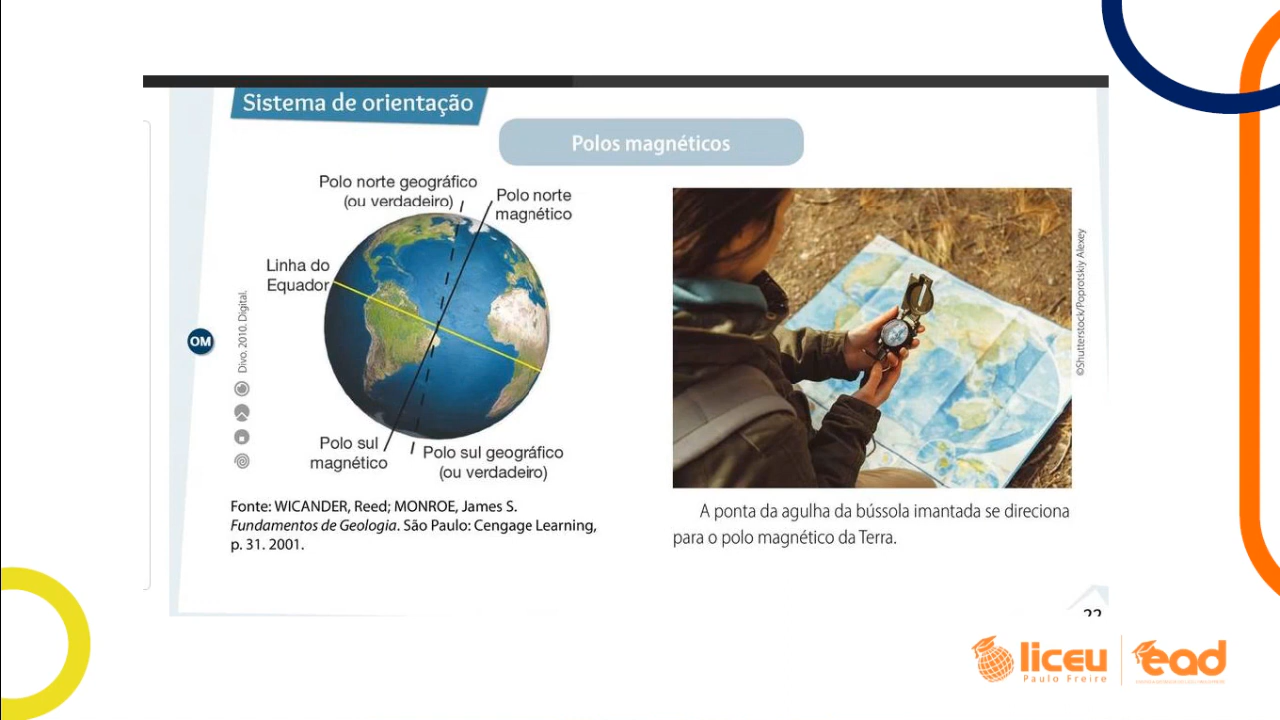 Sistema de orientação
Polos magnéticos
Polo norte geográfico
(ou verdadeiro)
Polo norte
magnético
Linha do
Equador
Polo sul
magnético
Polo sul geográfico
(ou verdadeiro)
OM
Divo. 2010. Digital.
Fonte: WICANDER, Reed; MONROE, James S.
Fundamentos de Geologia. São Paulo: Cengage Learning,
p. 31. 2001.
©Shutterstock/Poprotskiy Alexey
A ponta da agulha da bússola imantada se direciona
para o polo magnético da Terra.
22
liceu
Paulo Freire
ead